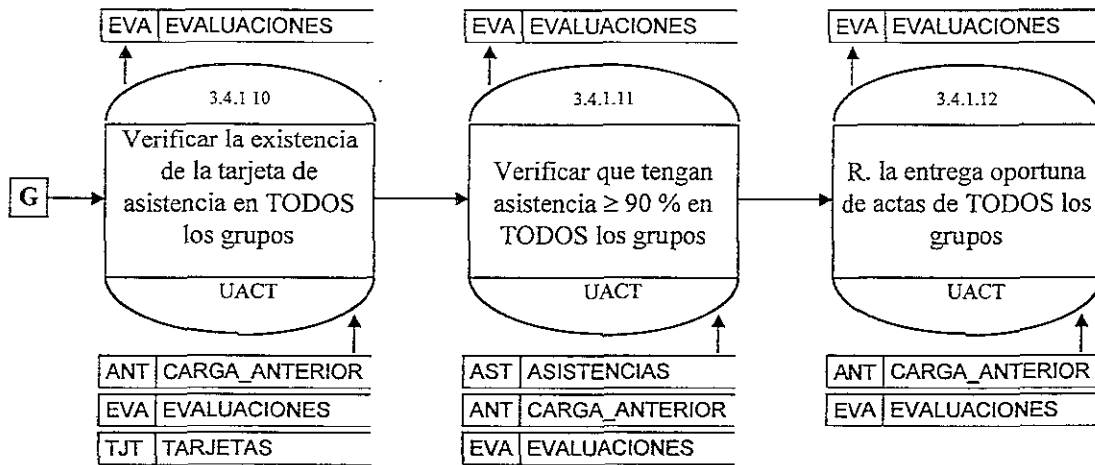 EVA EVALUACIONES
EVA EVALUACIONES
EVA EVALUACIONES
G
3.4.1 10
Verificar la existencia
de la tarjeta de
asistencia en TODOS
los grupos
UACT
3.4.1.11
Verificar que tengan
asistencia ≥ 90 % en
TODOS los grupos
UACT
3.4.1.12
R. la entrega oportuna
de actas de TODOS los
grupos
UACT
ANT CARGA_ANTERIOR
EVA EVALUACIONES
TJT TARJETAS
AST ASISTENCIAS
ANT CARGA_ANTERIOR
EVA EVALUACIONES
ANT CARGA_ANTERIOR
EVA EVALUACIONES